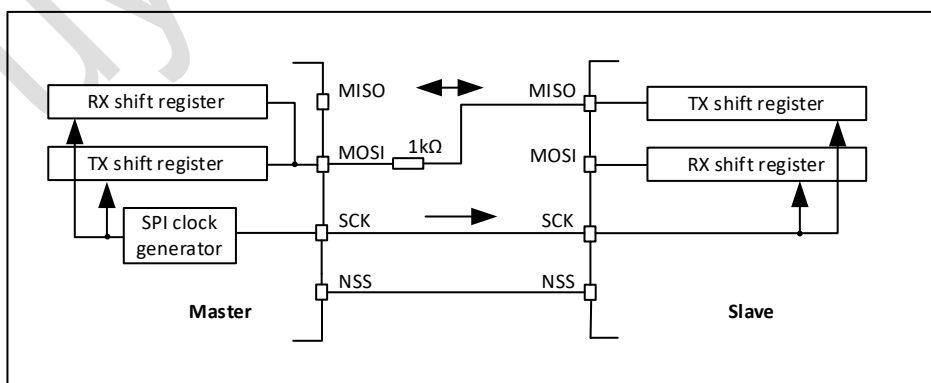 MISO
MISO
RX shift register
TX shift register
1kΩ
MOSI
MOSI
TX shift register
RX shift register
SPI clock
generator
SCK
SCK
NSS
NSS
Master
Slave